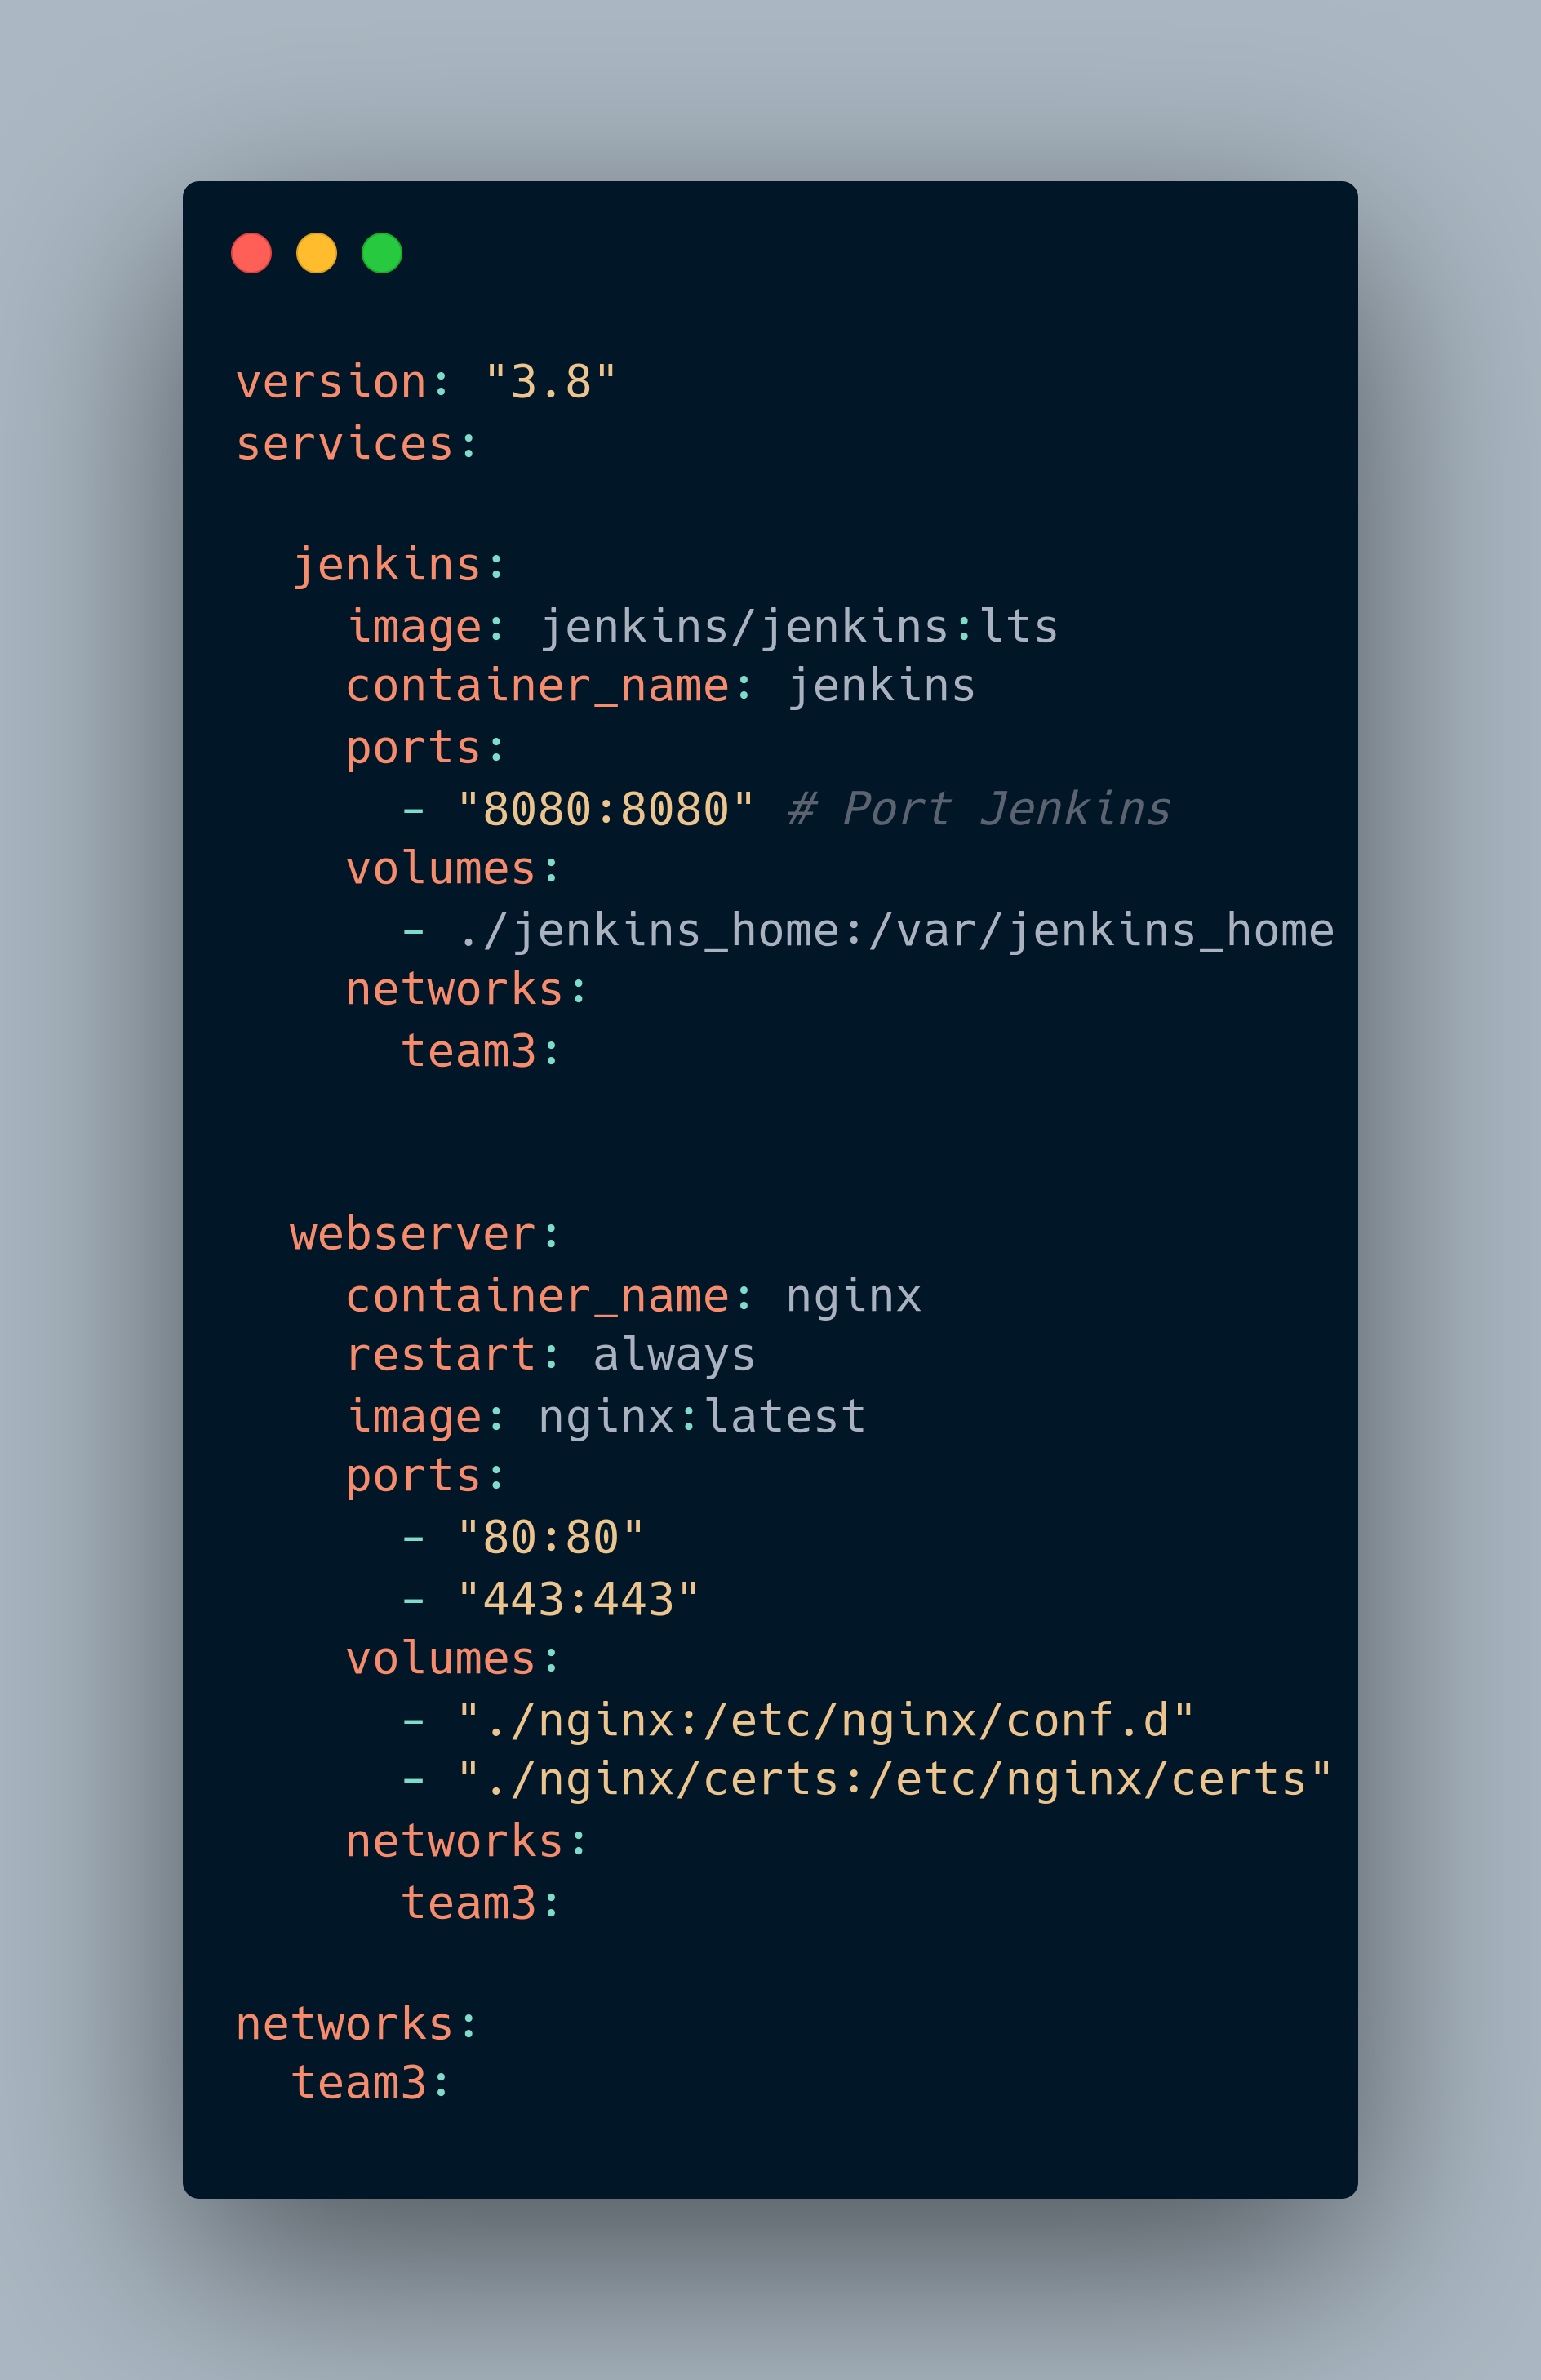 version: "3.8"
services:

  jenkins:
    image: jenkins/jenkins:lts
    container_name: jenkins
    ports:
      - "8080:8080" # Port Jenkins
    volumes:
      - ./jenkins_home:/var/jenkins_home
    networks:
      team3:


  webserver:
    container_name: nginx
    restart: always
    image: nginx:latest
    ports:
      - "80:80"
      - "443:443"
    volumes:
      - "./nginx:/etc/nginx/conf.d"
      - "./nginx/certs:/etc/nginx/certs"
    networks:
      team3:

networks:
  team3: